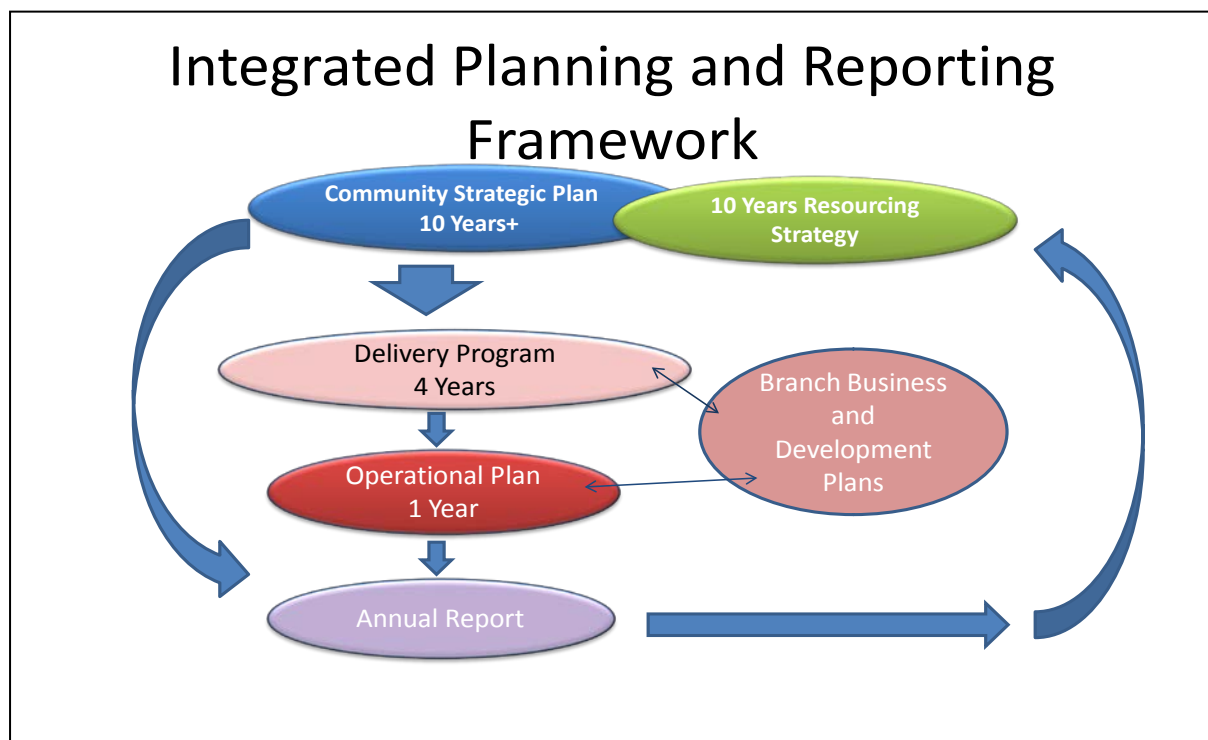 Integrated Planning and Reporting
Framework
Community Strategic Plan
10 Years+
10 Years Resourcing
Strategy
Delivery Program
4 Years
Branch Business
and
Development
Plans
Operational Plan
1 Year
Annual Report